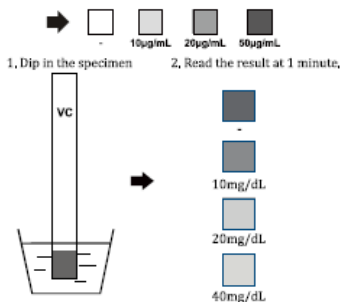 -
10μg/mL
20μg/mL
50μg/mL
1, Dip in the specimen
2, Read the result at 1 minute,
VC
-
10mg/dL
20mg/dL
40mg/dL